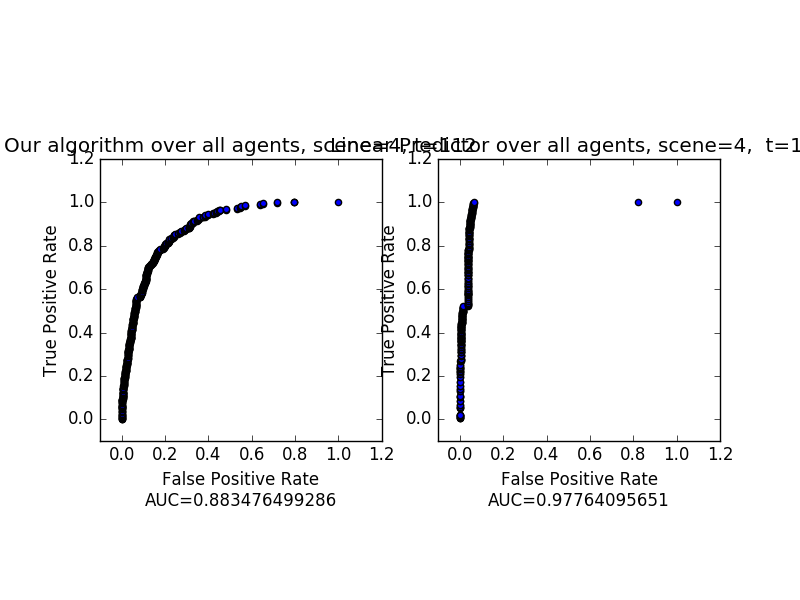 Our algorithm over all agents, scene=4, t=112
Linear Predictor over all agents, scene=4, t=1
1.2
1.0
0.8
0.6
0.4
0.2
0.0
True Positive Rate
0.0 0.2 0.4 0.6 0.8 1.0 1.2
False Positive Rate
AUC=0.883476499286
1.2
1.0
0.8
0.6
0.4
0.2
0.0
True Positive Rate
0.0 0.2 0.4 0.6 0.8 1.0 1.2
False Positive Rate
AUC=0.97764095651